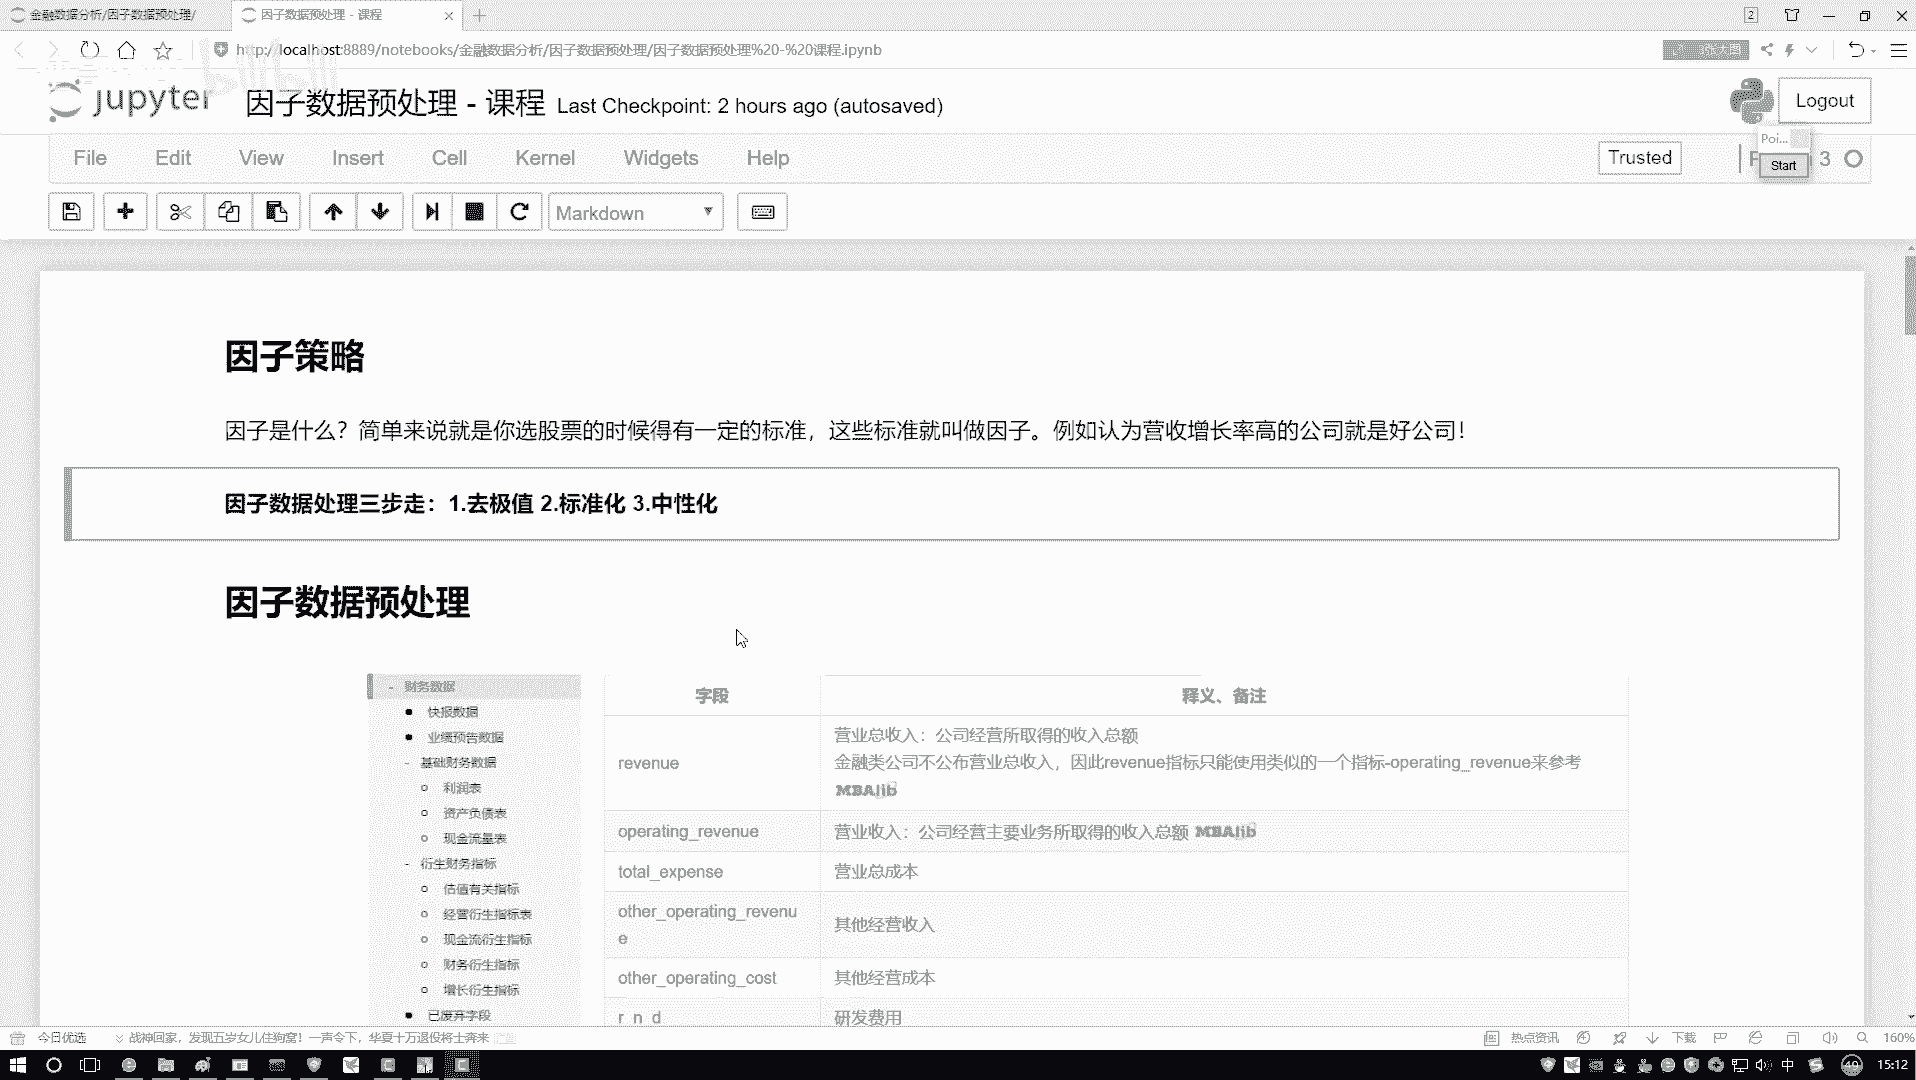 金融数据分析/因子数据预处理/
因子数据预处理 - 课程
2
http://localhost:8889/notebooks/金融数据分析/因子数据预处理/因子数据预处理%20-%20课程.ipynb
jupyter
因子数据预处理 - 课程 Last Checkpoint: 2 hours ago (autosaved)
Logout
File Edit View Insert Cell Kernel Widgets Help
Trusted
Poi...
Start
3
Markdown
因子策略
因子是什么？简单来说就是你选股票的时候得有一定的标准，这些标准就叫做因子。例如认为营收增长率高的公司就是好公司！
因子数据处理三步走：1.去极值 2.标准化 3.中性化
因子数据预处理
- 财务数据
快报数据
业绩预告数据
- 基础财务数据
利润表
资产负债表
现金流量表
- 衍生财务指标
估值有关指标
经营衍生指标表
现金流衍生指标
财务衍生指标
增长衍生指标
已废弃字段
字段 释义、备注
revenue
营业总收入：公司经营所取得的收入总额
金融类公司不公布营业总收入，因此revenue指标只能使用类似的一个指标-operating_revenue来参考
MBAlib
operating_revenue 营业收入：公司经营主要业务所取得的收入总额 MBAlib
total_expense 营业总成本
other_operating_revenu
e
其他经营收入
other_operating_cost 其他经营成本
r_n_d 研发费用
今日优选
战神回家，发现五岁女儿住狗窝！一声令下，华夏十万退役将士奔来
热点资讯
下载
160%
中
49
15:12